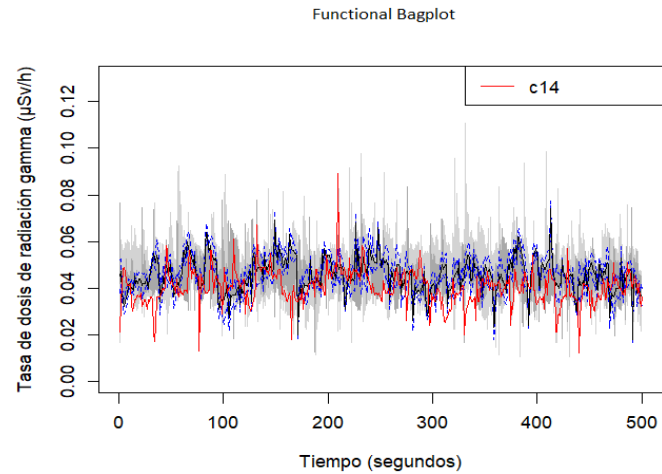 Functional Bagplot
c14
Tasa de dosis de radiación gamma (µSv/h)
0.12
0.10
0.08
0.06
0.04
0.02
0.00
0 100 200 300 400 500
Tiempo (segundos)